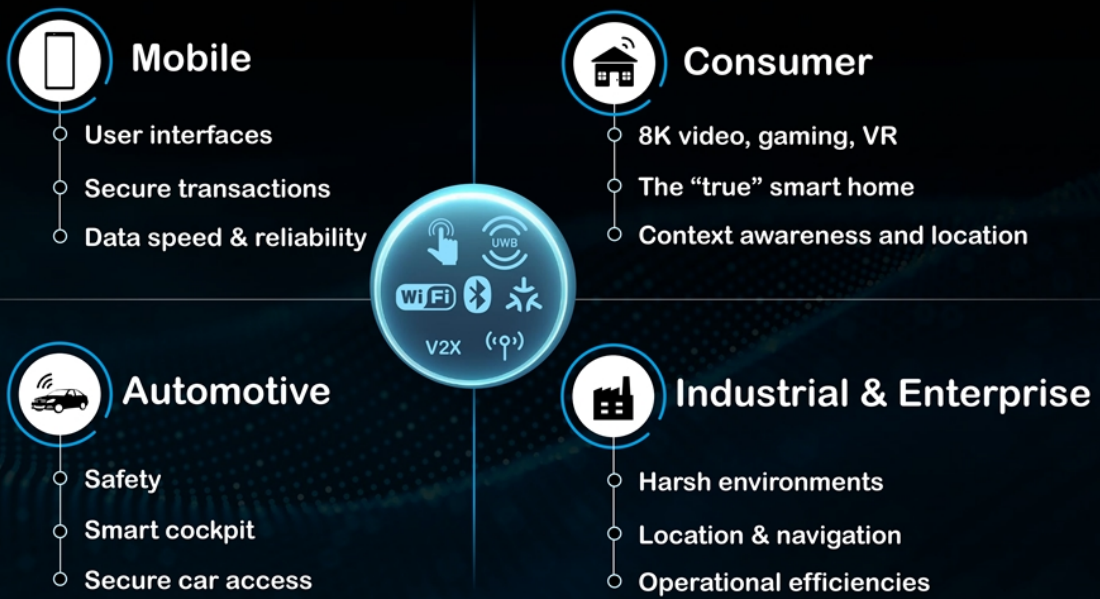 Mobile
User interfaces
Secure transactions
Data speed & reliability
Consumer
8K video, gaming, VR
The “true” smart home
Context awareness and location
UWB
Wi Fi
V2X
Automotive
Safety
Smart cockpit
Secure car access
Industrial & Enterprise
Harsh environments
Location & navigation
Operational efficiencies